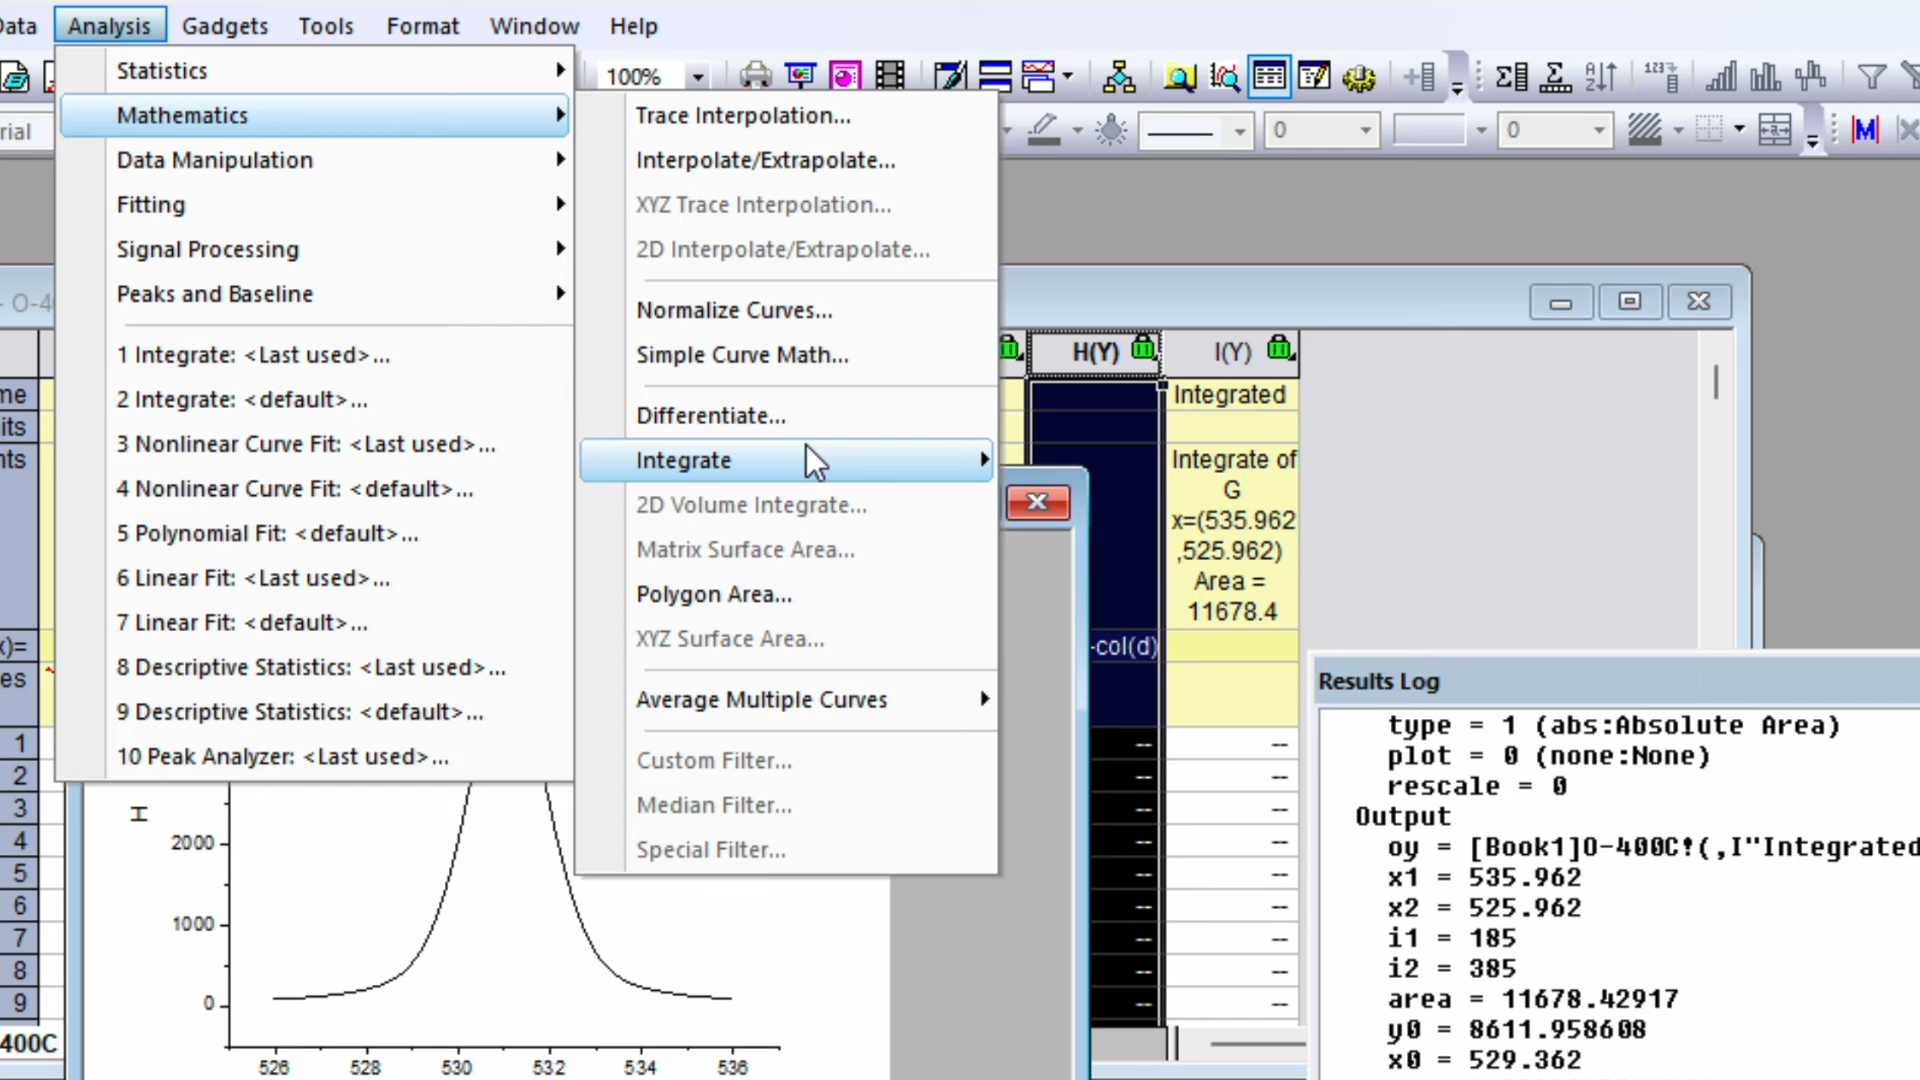 Data Analysis Gadgets Tools Format Window Help
100%
0
0
Statistics
Mathematics
Data Manipulation
Fitting
Signal Processing
Peaks and Baseline
1 Integrate: <Last used>...
2 Integrate: <default>...
3 Nonlinear Curve Fit: <Last used>...
4 Nonlinear Curve Fit: <default>...
5 Polynomial Fit: <default>...
6 Linear Fit: <Last used>...
7 Linear Fit: <default>...
8 Descriptive Statistics: <Last used>...
9 Descriptive Statistics: <default>...
10 Peak Analyzer: <Last used>...
Trace Interpolation...
Interpolate/Extrapolate...
XYZ Trace Interpolation...
2D Interpolate/Extrapolate...
Normalize Curves...
Simple Curve Math...
Differentiate...
Integrate
2D Volume Integrate...
Matrix Surface Area...
Polygon Area...
XYZ Surface Area...
Average Multiple Curves
Custom Filter...
Median Filter...
Special Filter...
H(Y) I(Y)
Integrated
Integrate of
G
x=(535.962
,525.962)
Area =
11678.4
-col(d)
1
2
3
4
5
6
7
8
9
400C
H
2000
1000
0
526 528 530 532 534 536
-- --
-- --
-- --
-- --
-- --
-- --
-- --
-- --
-- --
Results Log
type = 1 (abs:Absolute Area)
plot = 0 (none:None)
rescale = 0
Output
oy = [Book1]O-400C!(,I"Integrated
x1 = 535.962
x2 = 525.962
i1 = 185
i2 = 385
area = 11678.42917
y0 = 8611.958608
x0 = 529.362